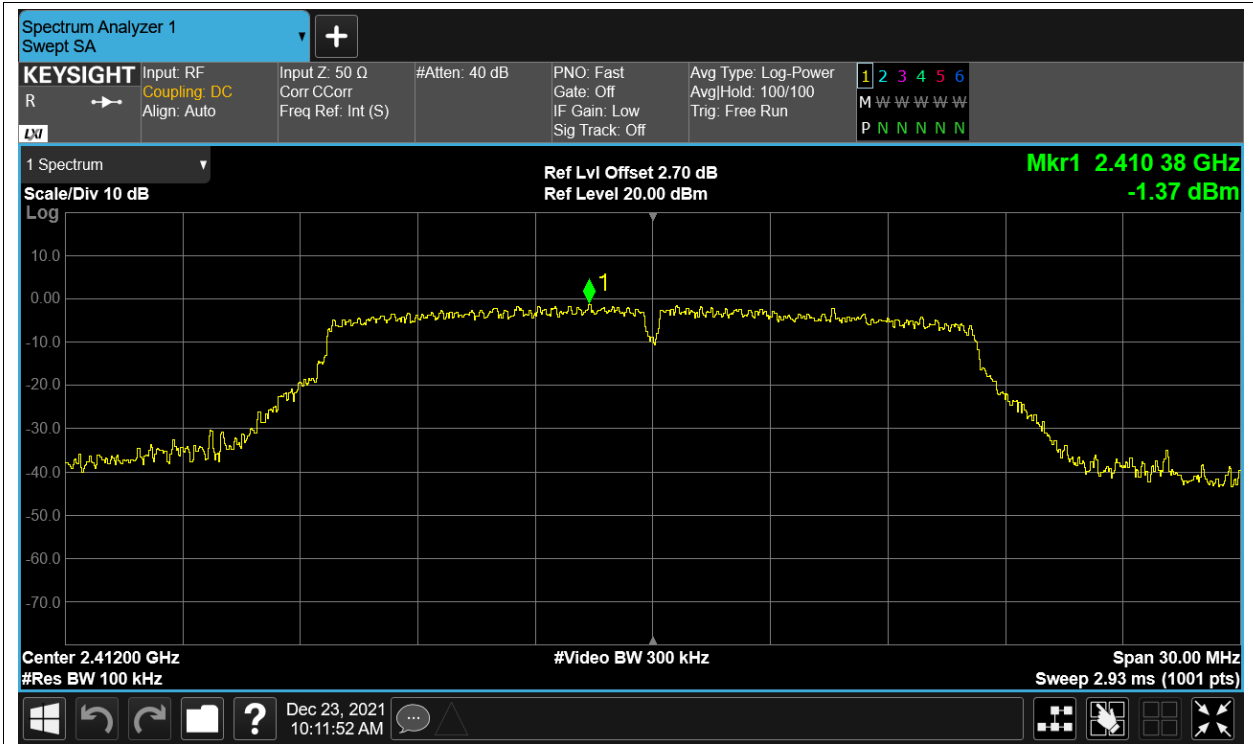 Spectrum Analyzer 1
Swept SA
+
KEYSIGHT
R
LXI
Input: RF
Coupling: DC
Align: Auto
Input Z: 50 Ω
Corr CCorr
Freq Ref: Int (S)
#Atten: 40 dB
PNO: Fast
Gate: Off
IF Gain: Low
Sig Track: Off
Avg Type: Log-Power
Avg|Hold: 100/100
Trig: Free Run
1 2 3 4 5 6
M W W W W W
P N N N N N
1 Spectrum
Scale/Div 10 dB
Ref Lvl Offset 2.70 dB
Ref Level 20.00 dBm
Mkr1 2.410 38 GHz
-1.37 dBm
Log
10.0
0.00
-10.0
-20.0
-30.0
-40.0
-50.0
-60.0
-70.0
1
Center 2.41200 GHz
#Res BW 100 kHz
#Video BW 300 kHz
Span 30.00 MHz
Sweep 2.93 ms (1001 pts)
?
Dec 23, 2021
10:11:52 AM